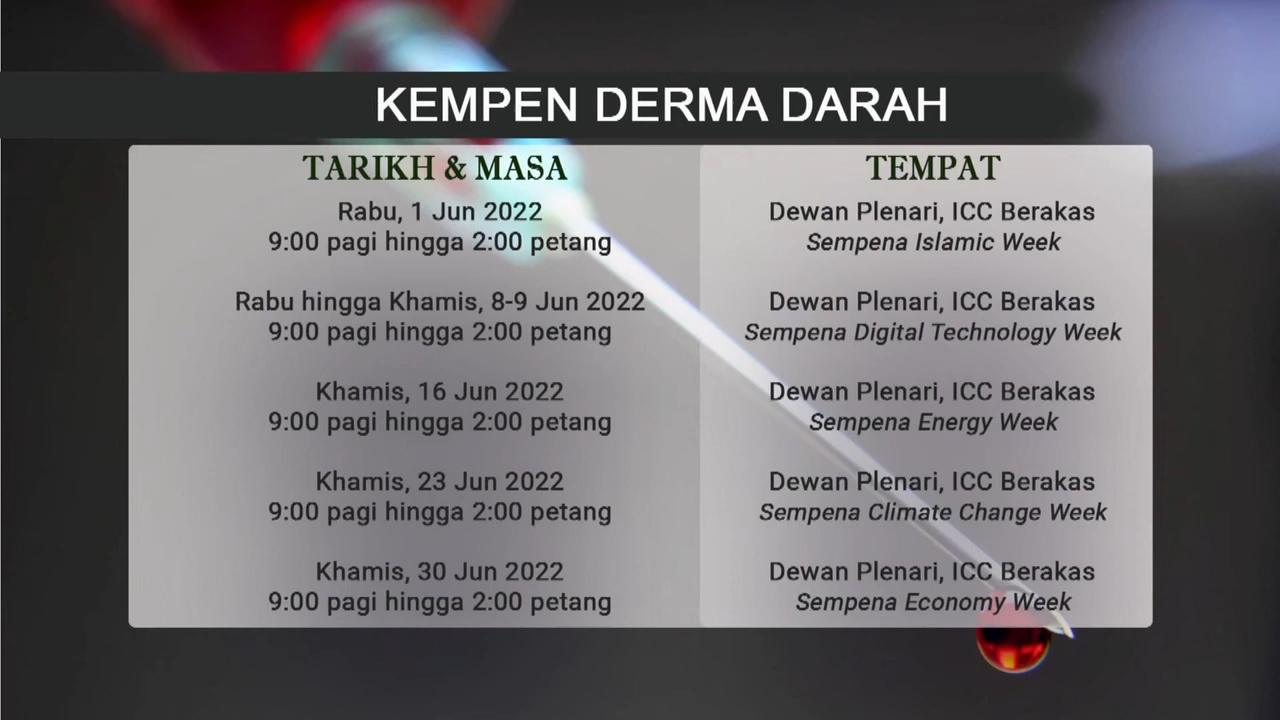 KEMPEN DERMA DARAH
TARIKH & MASA
TEMPAT
Rabu, 1 Jun 2022
9:00 pagi hingga 2:00 petang
Dewan Plenari, ICC Berakas
Sempena Islamic Week
Rabu hingga Khamis, 8-9 Jun 2022
9:00 pagi hingga 2:00 petang
Dewan Plenari, ICC Berakas
Sempena Digital Technology Week
Khamis, 16 Jun 2022
9:00 pagi hingga 2:00 petang
Dewan Plenari, ICC Berakas
Sempena Energy Week
Khamis, 23 Jun 2022
9:00 pagi hingga 2:00 petang
Dewan Plenari, ICC Berakas
Sempena Climate Change Week
Khamis, 30 Jun 2022
9:00 pagi hingga 2:00 petang
Dewan Plenari, ICC Berakas
Sempena Economy Week